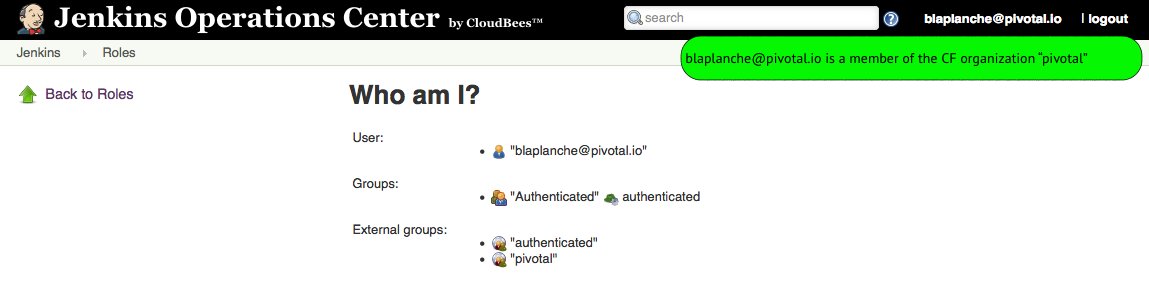 Jenkins Operations Center by CloudBees™
search
blaplanche@pivotal.io | logout
Jenkins Roles
blaplanche@pivotal.io is a member of the CF organization “pivotal”
Back to Roles
Who am I?
User:
"blaplanche@pivotal.io"
Groups:
"Authenticated" authenticated
External groups:
"authenticated"
"pivotal"